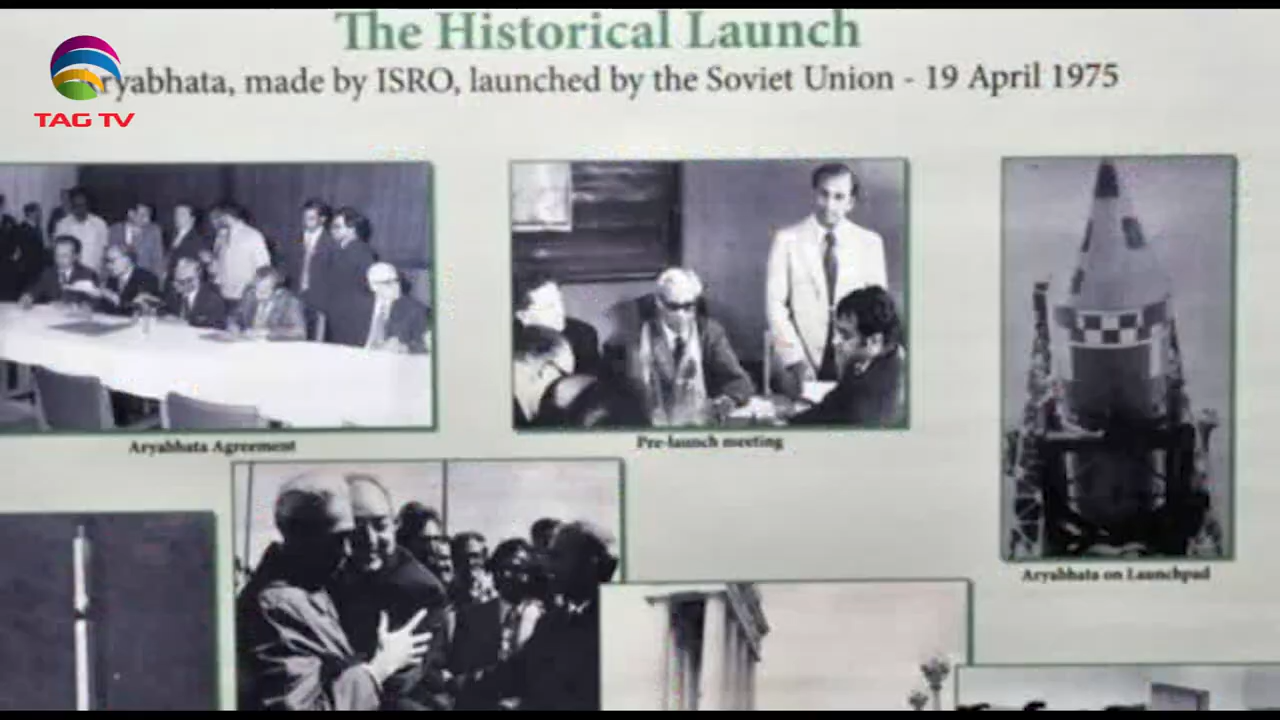 The Historical Launch
ryabhata, made by ISRO, launched by the Soviet Union - 19 April 1975
TAG TV
Aryabhata Agreement
Pre-launch meeting
Aryabhata on Launchpad